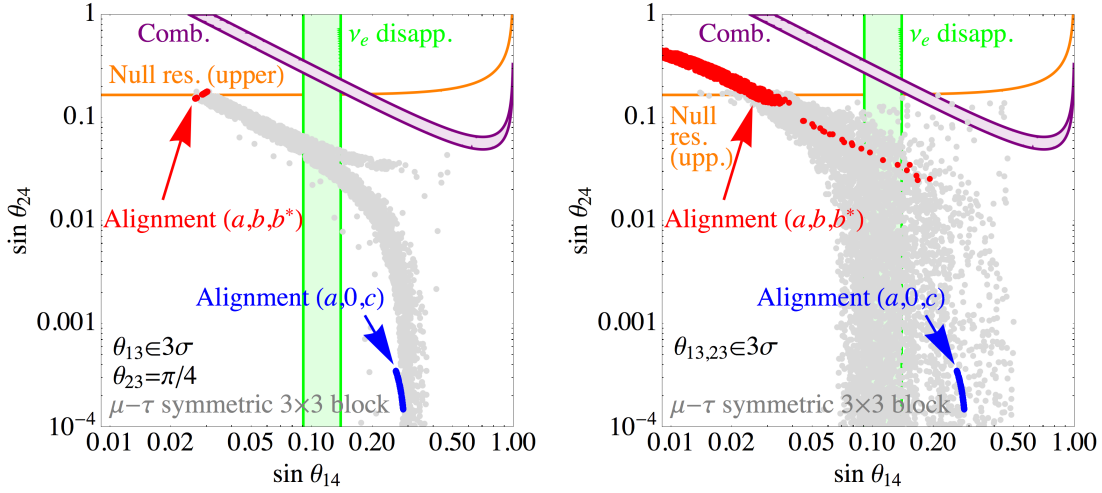 Comb.
νe disapp.
Null res. (upper)
Alignment (a,b,b*)
Alignment (a,0,c)
θ13∈3σ
θ23=π/4
μ−τ symmetric 3×3 block
sin θ24
1
0.1
0.01
0.001
10−4
0.01 0.02 0.10 0.20 0.50 1.00
sin θ14
Comb.
νe disapp.
Null
res.
(upp.)
Alignment (a,b,b*)
Alignment (a,0,c)
θ13,23∈3σ
μ−τ symmetric 3×3 block
sin θ24
1
0.1
0.01
0.001
10−4
0.01 0.02 0.10 0.20 0.50 1.00
sin θ14